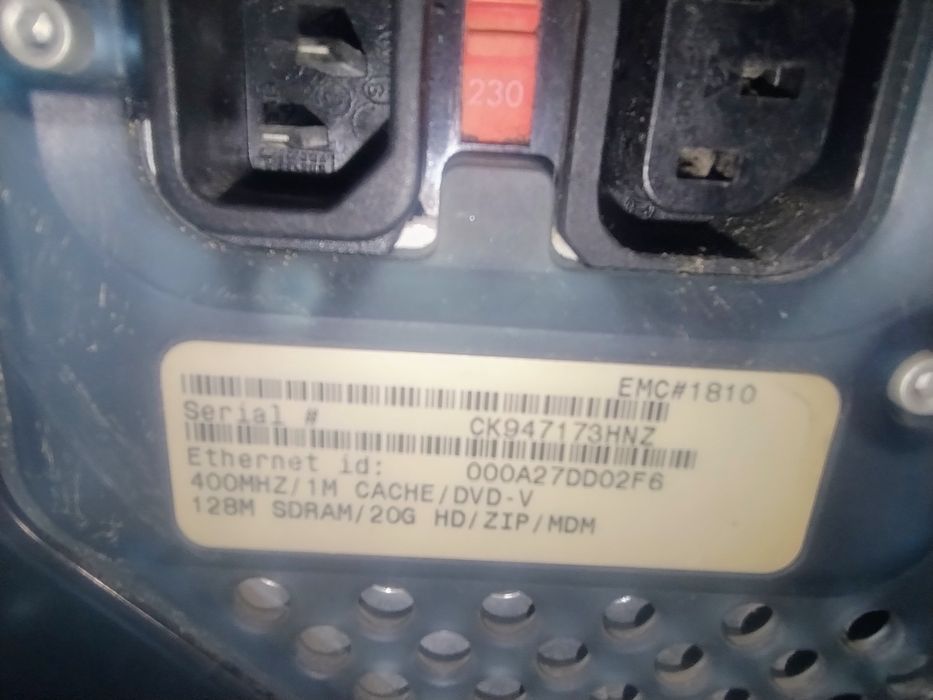 230
EMC#1810
Serial # CK947173HNZ
Ethernet id: 000A27DD02F6
400MHZ/1M CACHE/DVD-V
128M SDRAM/20G HD/ZIP/MDM